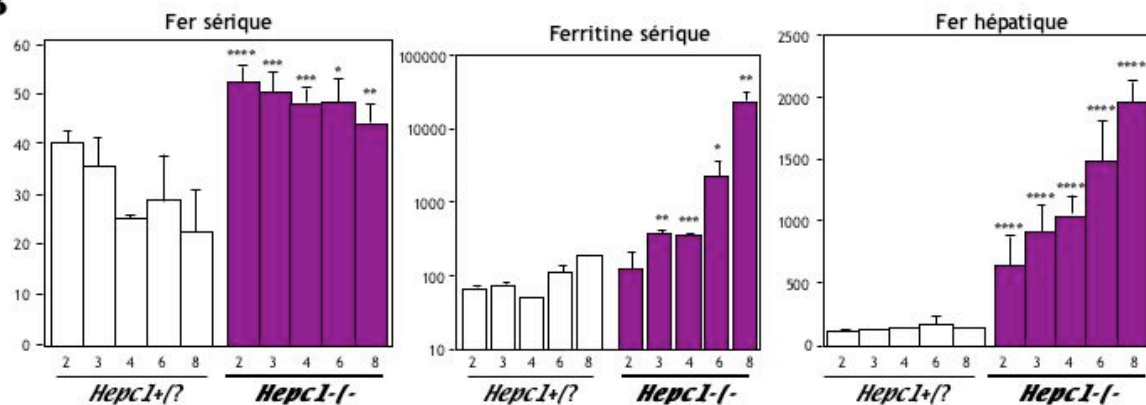 Fer sérique
60
50
40
30
20
10
0
**** *** *** * **
2 3 4 6 8 2 3 4 6 8
Hepc1+/? Hepc1-/-
Ferritine sérique
100000
10000
1000
100
10
** *** * **
2 3 4 6 8 2 3 4 6 8
Hepc1+/? Hepc1-/-
Fer hépatique
2500
2000
1500
1000
500
0
**** **** **** **** ****
2 3 4 6 8 2 3 4 6 8
Hepc1+/? Hepc1-/-